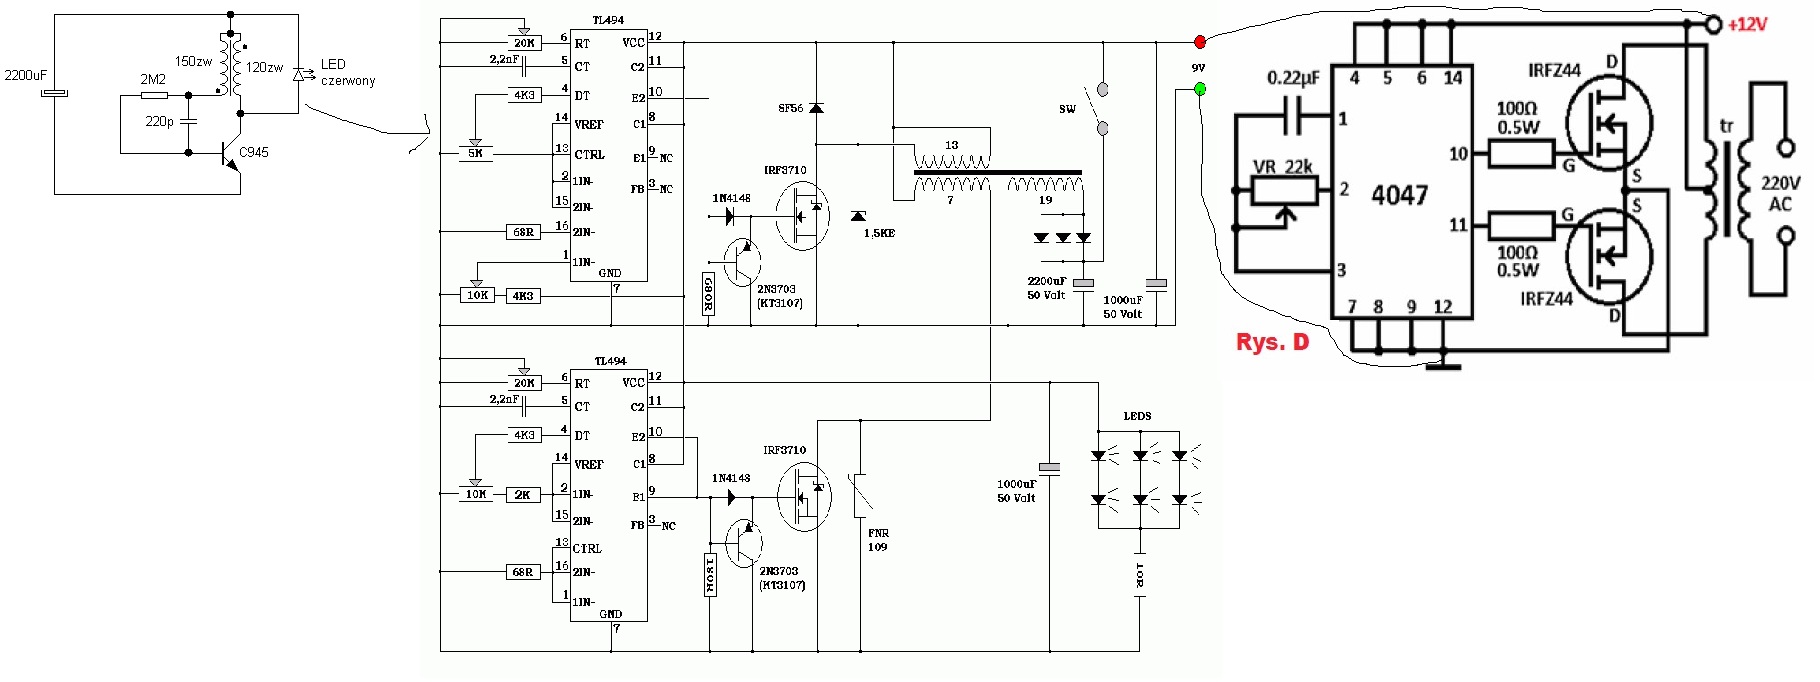 2200uF
150zw
120zw
2M2
220p
LED
czerwony
C945
TL494
20K
6 RT
VCC 12
2,2nF
5 CT
C2 11
4K3
4 DT
E2 10
14 VREF
C1 8
5K
13 CTRL
E1 9 NC
2 1IN-
FB 3 NC
15 2IN-
68R
16 2IN-
1 1IN-
GND
7
10K
4K3
SF56
IRF3710
1N4148
1,5KE
680R
2N3703
(KT3107)
13
7
19
SW
2200uF
50 Volt
1000uF
50 Volt
9V
TL494
20K
6 RT
VCC 12
2,2nF
5 CT
C2 11
4K3
4 DT
E2 10
14 VREF
C1 8
10K
2K
2 1IN-
E1 9
15 2IN-
FB 3 NC
13 CIRL
68R
16 2IN-
1 1IN-
GND
7
IRF3710
1N4148
180R
2N3703
(KT3107)
FNR
109
1000uF
50 Volt
LEDS
10R
+12V
4 5 6 14
0.22µF
1
VR 22k
2
3
4047
10
11
7 8 9 12
100Ω
0.5W
100Ω
0.5W
IRFZ44
D
G
S
S
G
IRFZ44
D
tr
220V
AC
Rys. D